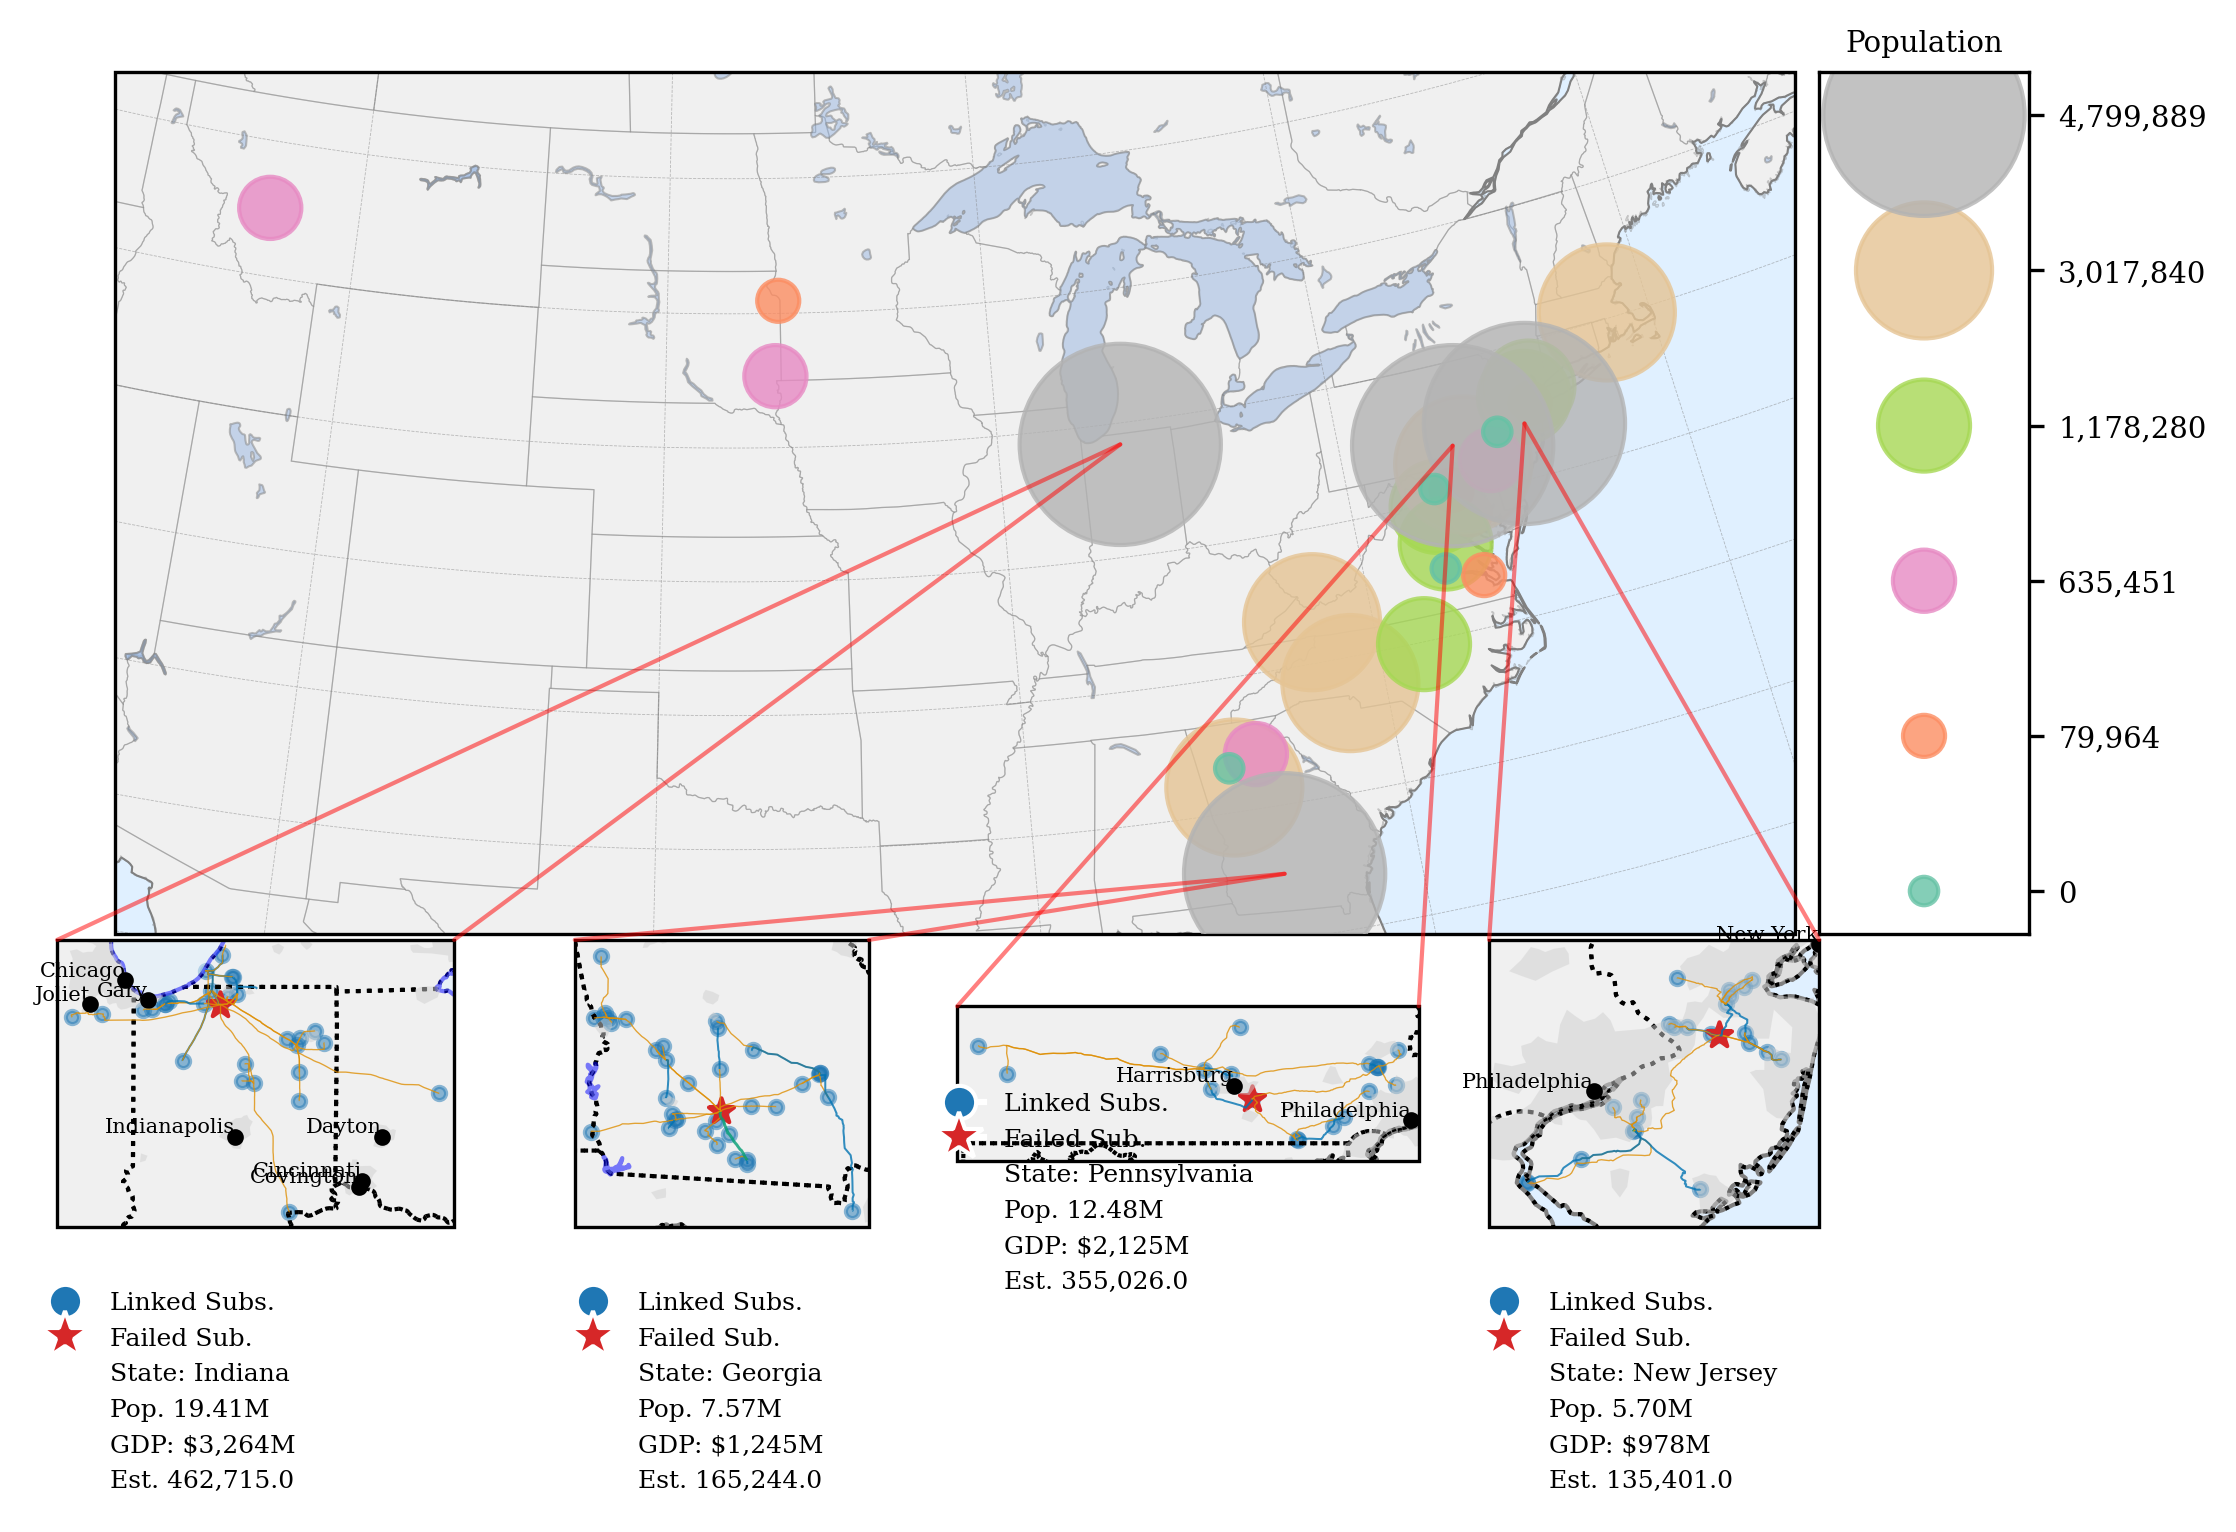 Population
4,799,889
3,017,840
1,178,280
635,451
79,964
0
Chicago
Joliet
Gary
Indianapolis
Dayton
Cincinnati
Covington
Linked Subs.
Failed Sub.
State: Indiana
Pop. 19.41M
GDP: $3,264M
Est. 462,715.0
Linked Subs.
Failed Sub.
State: Georgia
Pop. 7.57M
GDP: $1,245M
Est. 165,244.0
Harrisburg
Philadelphia
Linked Subs.
Failed Sub.
State: Pennsylvania
Pop. 12.48M
GDP: $2,125M
Est. 355,026.0
New York
Philadelphia
Linked Subs.
Failed Sub.
State: New Jersey
Pop. 5.70M
GDP: $978M
Est. 135,401.0